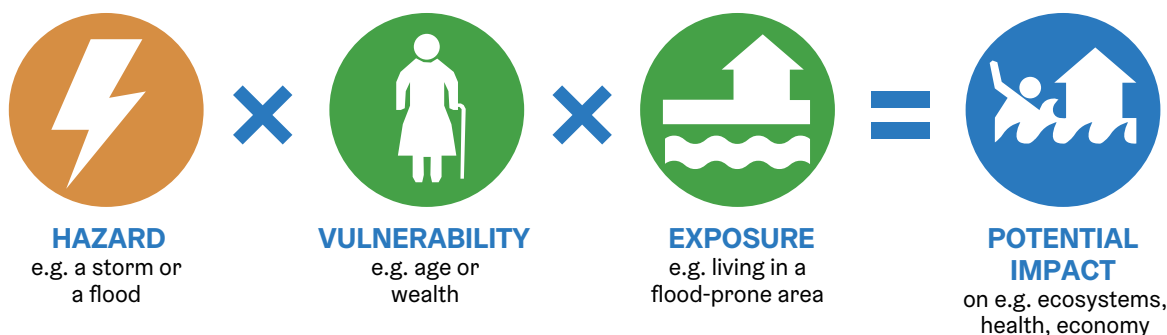 HAZARD
e.g. a storm or
a flood
VULNERABILITY
e.g. age or
wealth
EXPOSURE
e.g. living in a
flood-prone area
POTENTIAL
IMPACT
on e.g. ecosystems,
health, economy